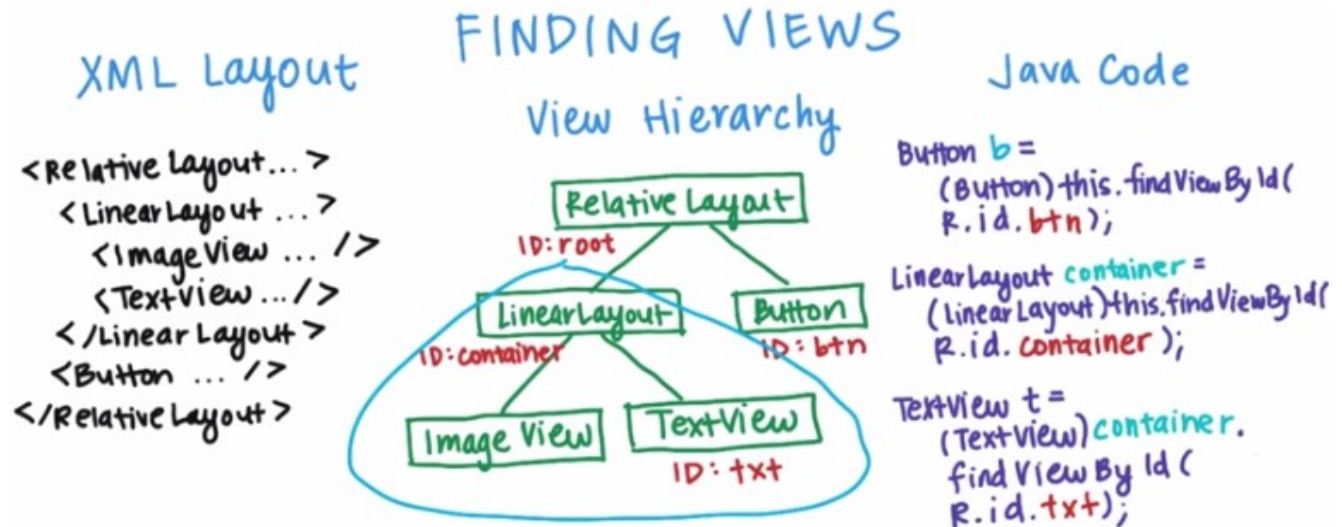 FINDING VIEWS
XML Layout
<Relative Layout... >
<LinearLayout ... >
<ImageView ... />
<TextView ... />
</Linear Layout >
<Button ... />
</Relative Layout>
View Hierarchy
Relative Layout
ID: root
LinearLayout
ID: container
Button
ID: btn
Image View
TextView
ID: txt
Java Code
Button b =
(Button) this.findViewById(
R.id.btn);
LinearLayout container =
(linear Layout) this.findViewById(
R.id.container);
TextView t =
(TextView) container.
findViewById(
R.id.txt);